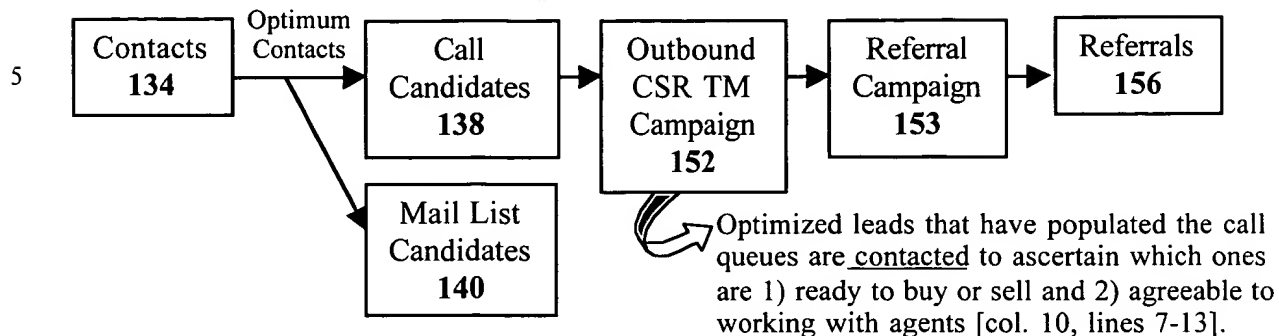 Optimum
Contacts
Contacts
134
Call
Candidates
138
Outbound
CSR TM
Campaign
152
Referral
Campaign
153
Referrals
156
5
Mail List
Candidates
140
Optimized leads that have populated the call
queues are contacted to ascertain which ones
are 1) ready to buy or sell and 2) agreeable to
working with agents [col. 10, lines 7-13].